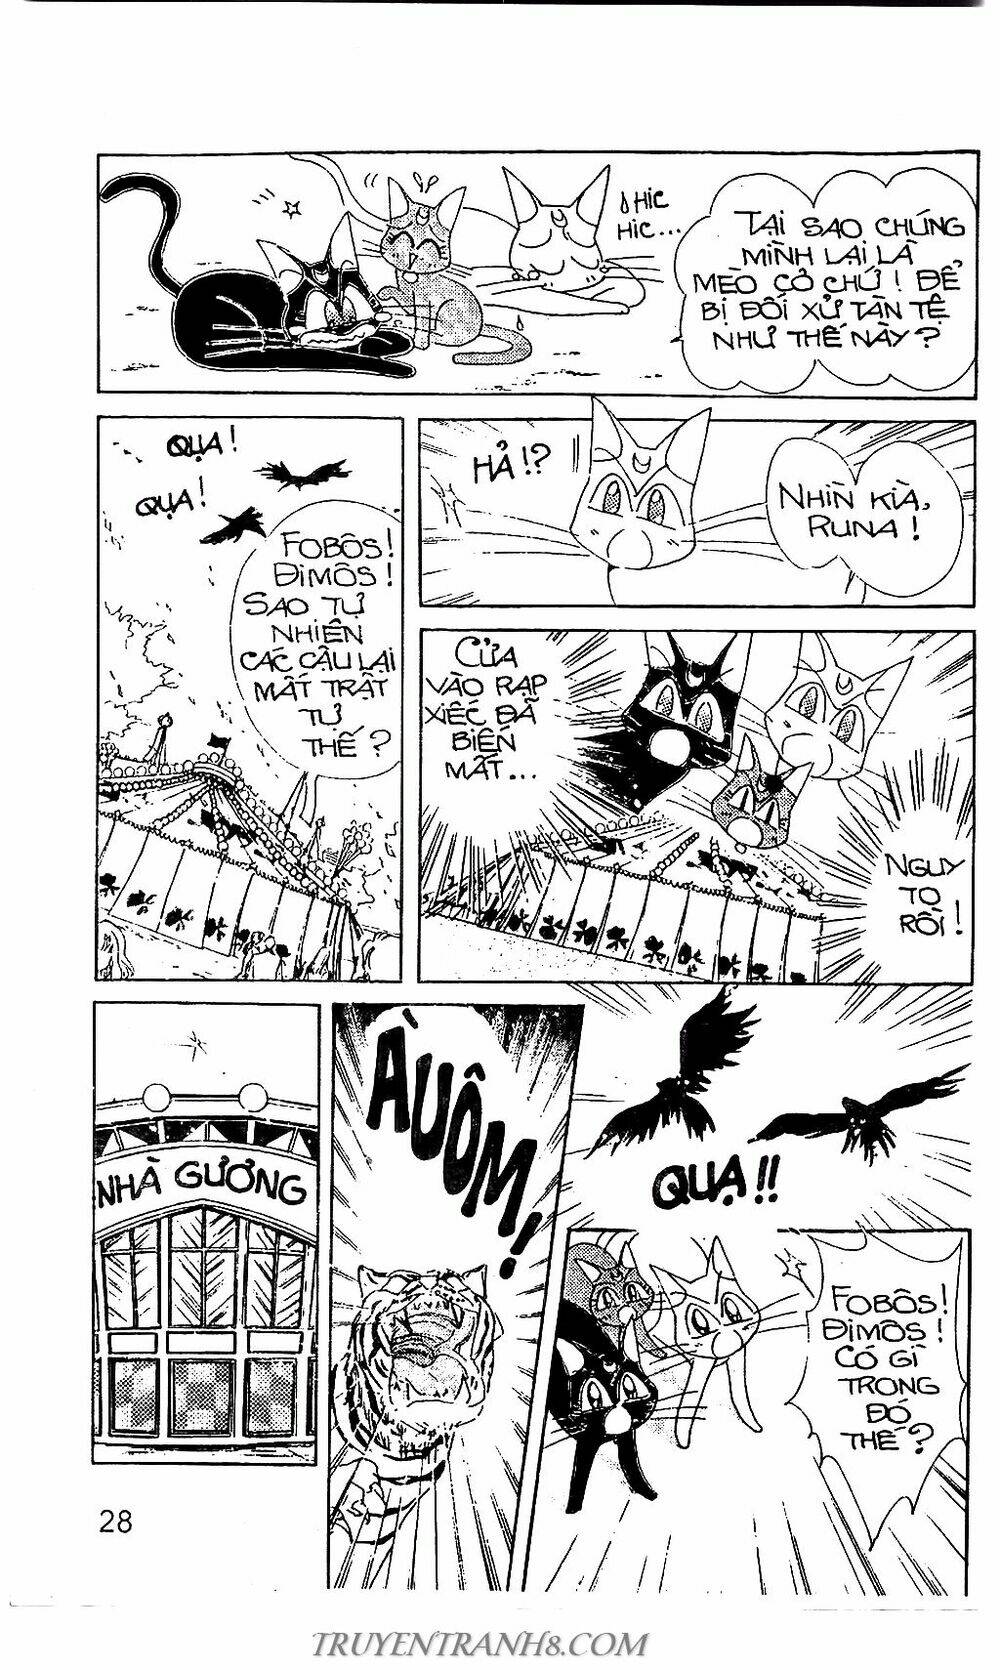 HIC
HIC...
TẠI SAO CHÚNG
MÌNH LẠI LÀ
MÈO CƠ CHỨ! ĐỂ
BỊ ĐỐI XỬ TÀN TỆ
NHƯ THẾ NÀY?
QUẠ!
QUẠ!
FOBÔS!
ĐIMÔS!
SAO TỰ
NHIÊN
CÁC CẬU LẠI
MẤT TRẬT
TỰ
THẾ?
HẢ!?
NHÌN KÌA,
RUNA!
CỬA
VÀO RẠP
XIẾC ĐÃ
BIẾN
MẤT...
NGUY
TO
RỒI!
NHÀ GƯƠNG
ÀUÔM!
QUẠ!!
FOBÔS!
ĐIMÔS!
CÓ GÌ
TRONG
ĐÓ
THẾ?
28
TRUYENTRANH8.COM